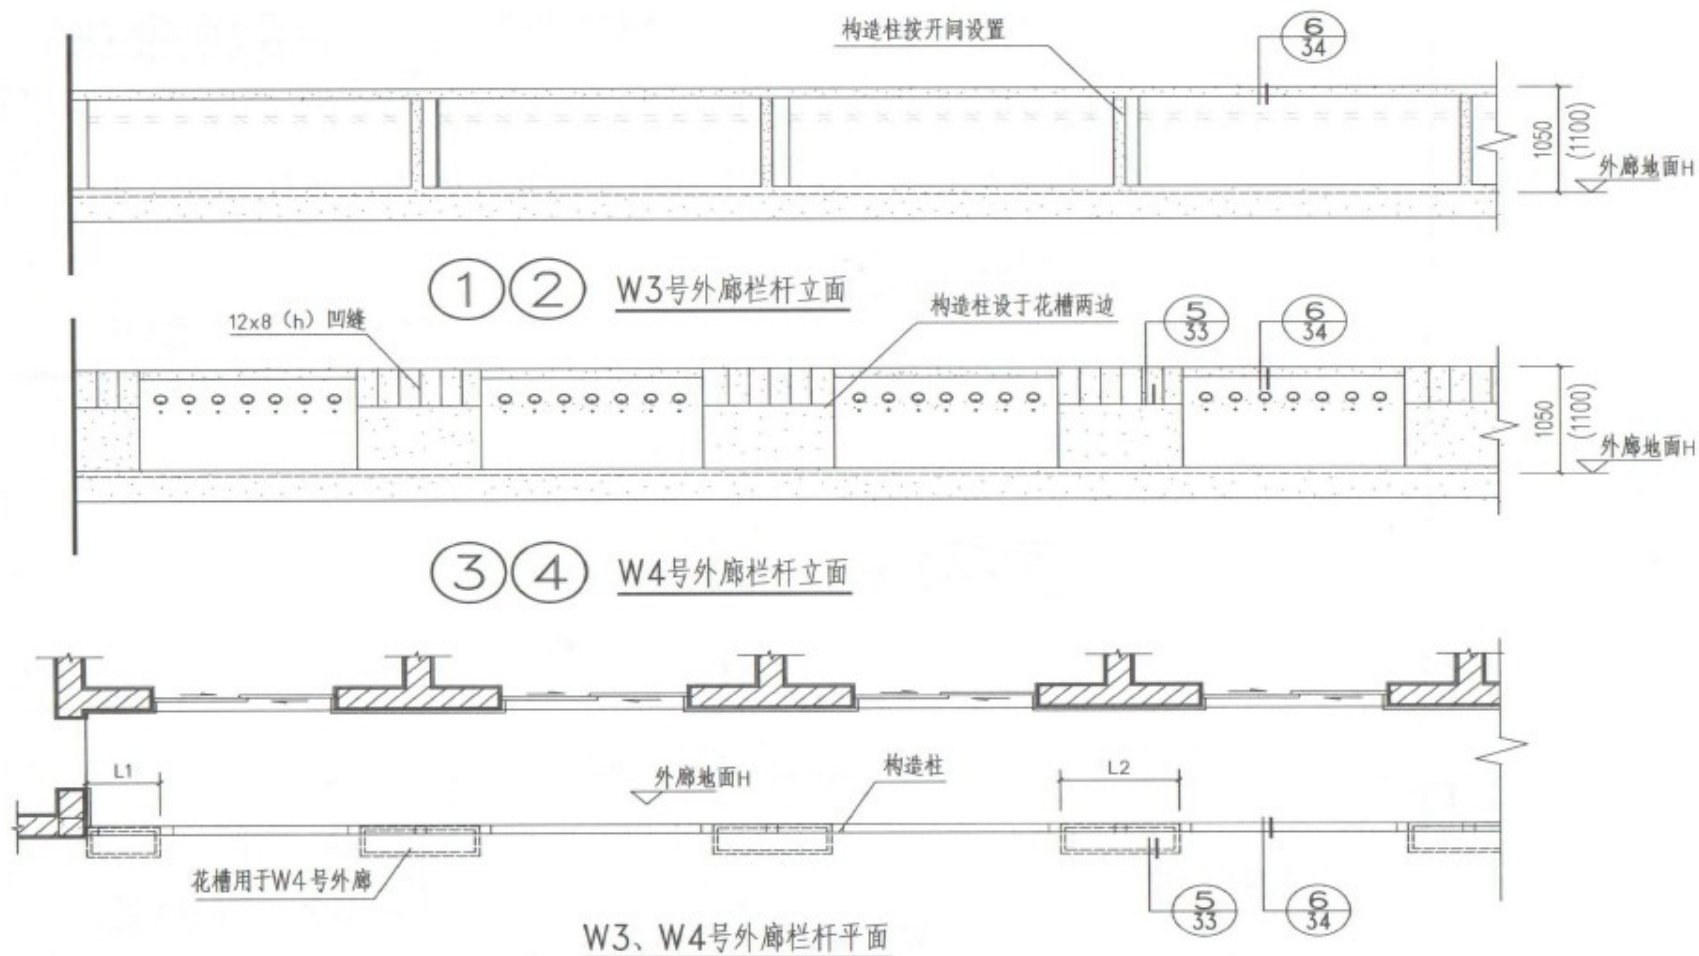 构造柱按开间设置
6
34
1050
(1100)
外廊地面H
1 2 W3号外廊栏杆立面
12x8（h）凹缝
构造柱设于花槽两边
5
33
6
34
1050
(1100)
外廊地面H
3 4 W4号外廊栏杆立面
L1
外廊地面H
构造柱
L2
花槽用于W4号外廊
5
33
6
34
W3、W4号外廊栏杆平面